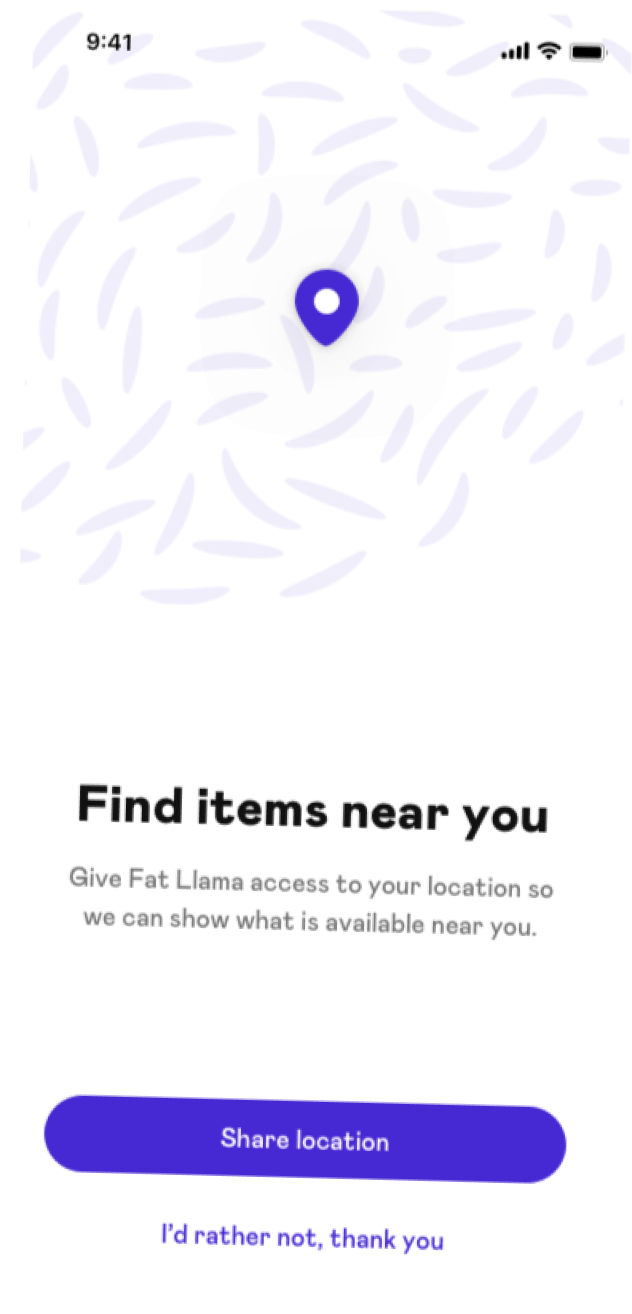 9:41
Find items near you
Give Fat Llama access to your location so
we can show what is available near you.
Share location
I'd rather not, thank you